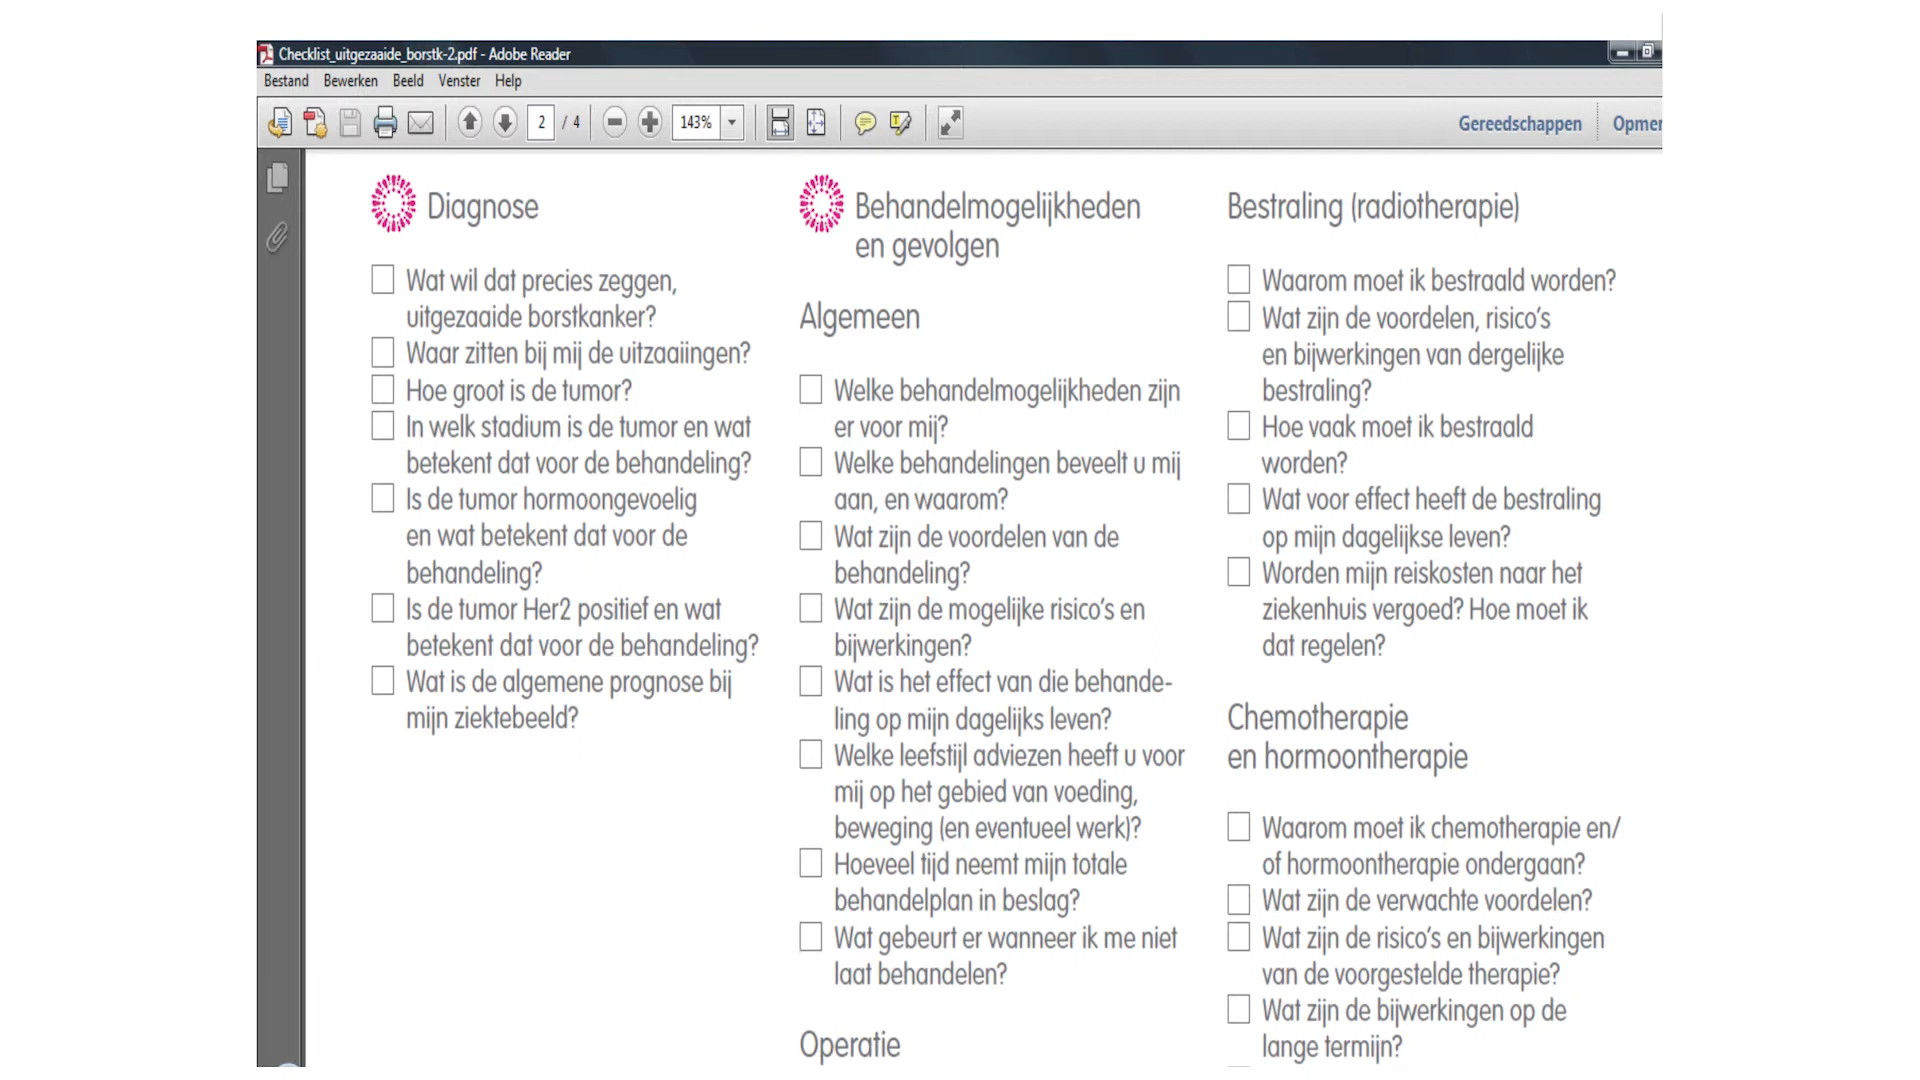 Checklist_uitgezaaide_borstk-2.pdf - Adobe Reader
Bestand Bewerken Beeld Venster Help
2 / 4 143% Gereedschappen Opmer
Diagnose
Wat wil dat precies zeggen,
uitgezaaide borstkanker?
Waar zitten bij mij de uitzaaiingen?
Hoe groot is de tumor?
In welk stadium is de tumor en wat
betekent dat voor de behandeling?
Is de tumor hormoongevoelig
en wat betekent dat voor de
behandeling?
Is de tumor Her2 positief en wat
betekent dat voor de behandeling?
Wat is de algemene prognose bij
mijn ziektebeeld?
Behandelmogelijkheden
en gevolgen
Algemeen
Welke behandelmogelijkheden zijn
er voor mij?
Welke behandelingen beveelt u mij
aan, en waarom?
Wat zijn de voordelen van de
behandeling?
Wat zijn de mogelijke risico's en
bijwerkingen?
Wat is het effect van die behande-
ling op mijn dagelijks leven?
Welke leefstijl adviezen heeft u voor
mij op het gebied van voeding,
beweging (en eventueel werk)?
Hoeveel tijd neemt mijn totale
behandelplan in beslag?
Wat gebeurt er wanneer ik me niet
laat behandelen?
Operatie
Bestraling (radiotherapie)
Waarom moet ik bestraald worden?
Wat zijn de voordelen, risico's
en bijwerkingen van dergelijke
bestraling?
Hoe vaak moet ik bestraald
worden?
Wat voor effect heeft de bestraling
op mijn dagelijkse leven?
Worden mijn reiskosten naar het
ziekenhuis vergoed? Hoe moet ik
dat regelen?
Chemotherapie
en hormoontherapie
Waarom moet ik chemotherapie en/
of hormoontherapie ondergaan?
Wat zijn de verwachte voordelen?
Wat zijn de risico's en bijwerkingen
van de voorgestelde therapie?
Wat zijn de bijwerkingen op de
lange termijn?